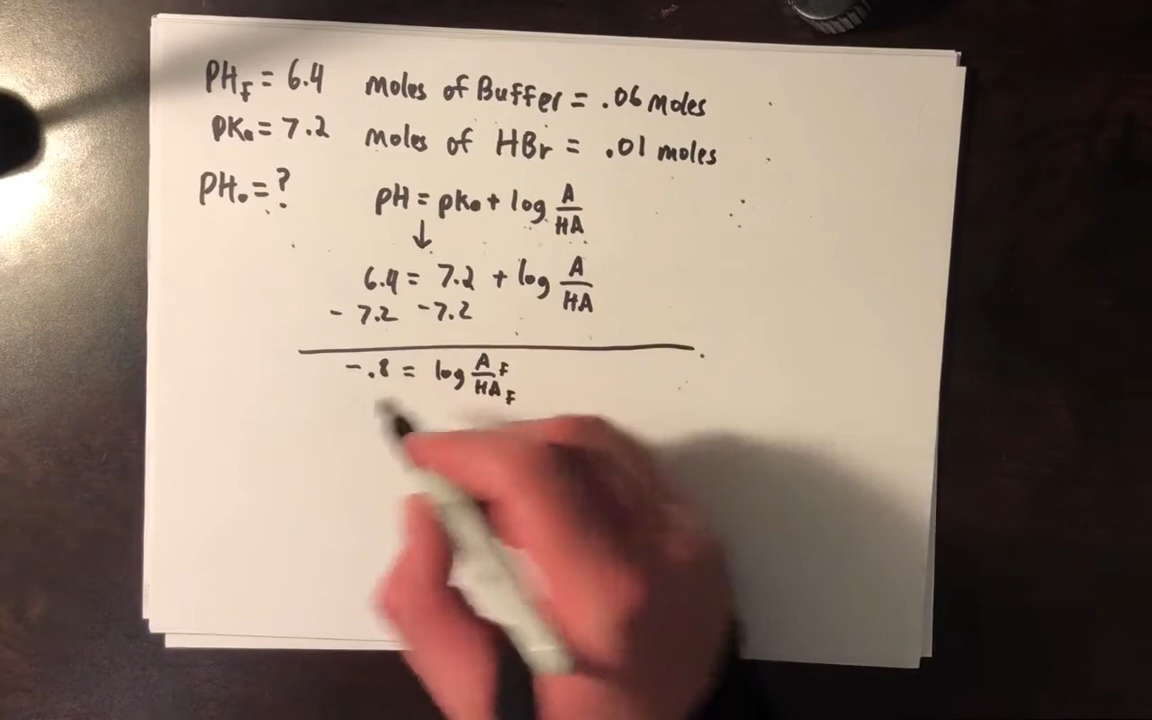 PHF = 6.4 moles of Buffer = .06 moles
pKa = 7.2 moles of HBr = .01 moles
PHo = ?
pH = pKa + log A/HA
↓
6.4 = 7.2 + log A/HA
- 7.2 - 7.2
-.8 = log AF/HAF